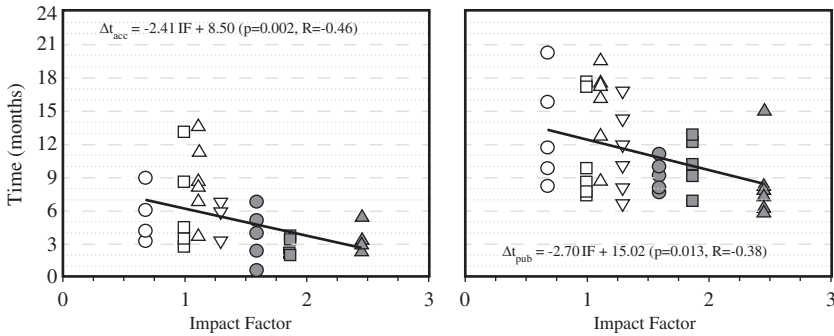 24
21
18
15
12
9
6
3
0
Time (months)
Δt_acc = -2.41 IF + 8.50 (p=0.002, R=-0.46)
0 1 2 3
Impact Factor
Δt_pub = -2.70 IF + 15.02 (p=0.013, R=-0.38)
0 1 2 3
Impact Factor